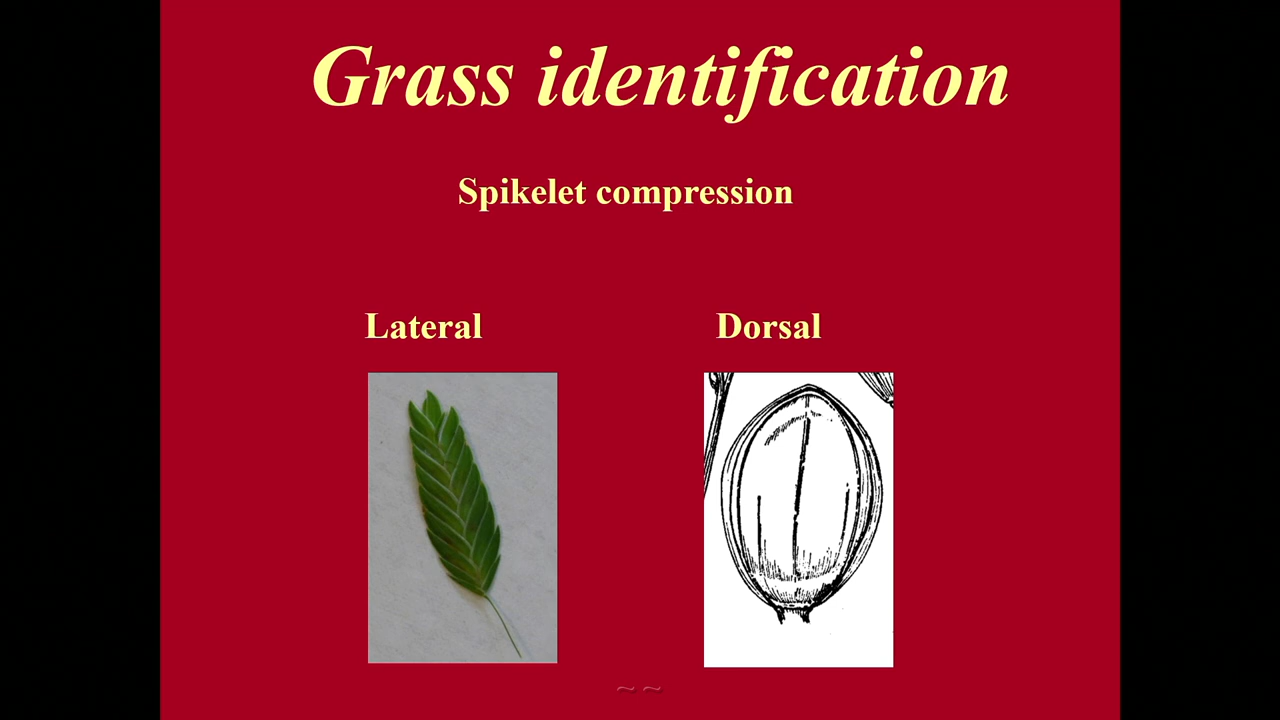 Grass identification
Spikelet compression
Lateral
Dorsal
~ ~